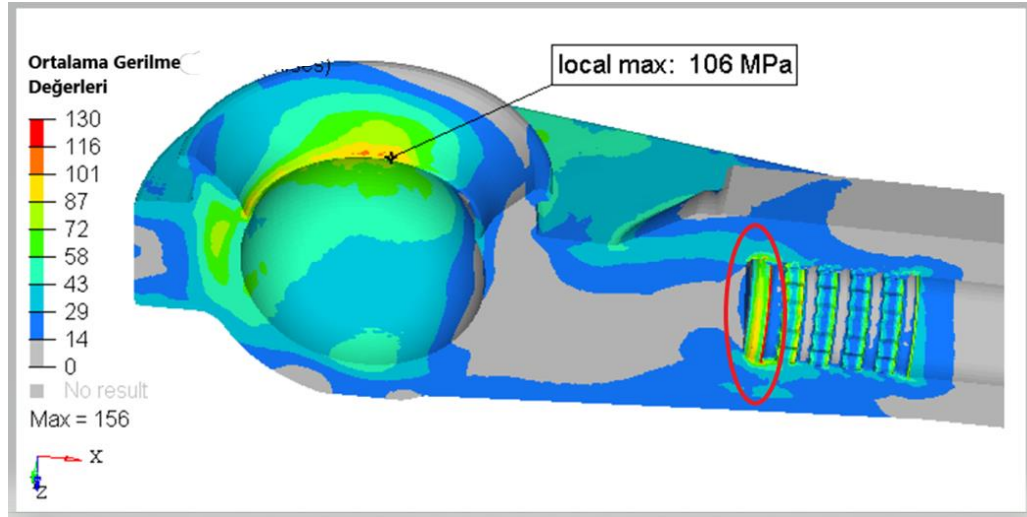 Ortalama Gerilme
Değerleri
local max: 106 MPa
130
116
101
87
72
58
43
29
14
0
No result
Max = 156
X
Z